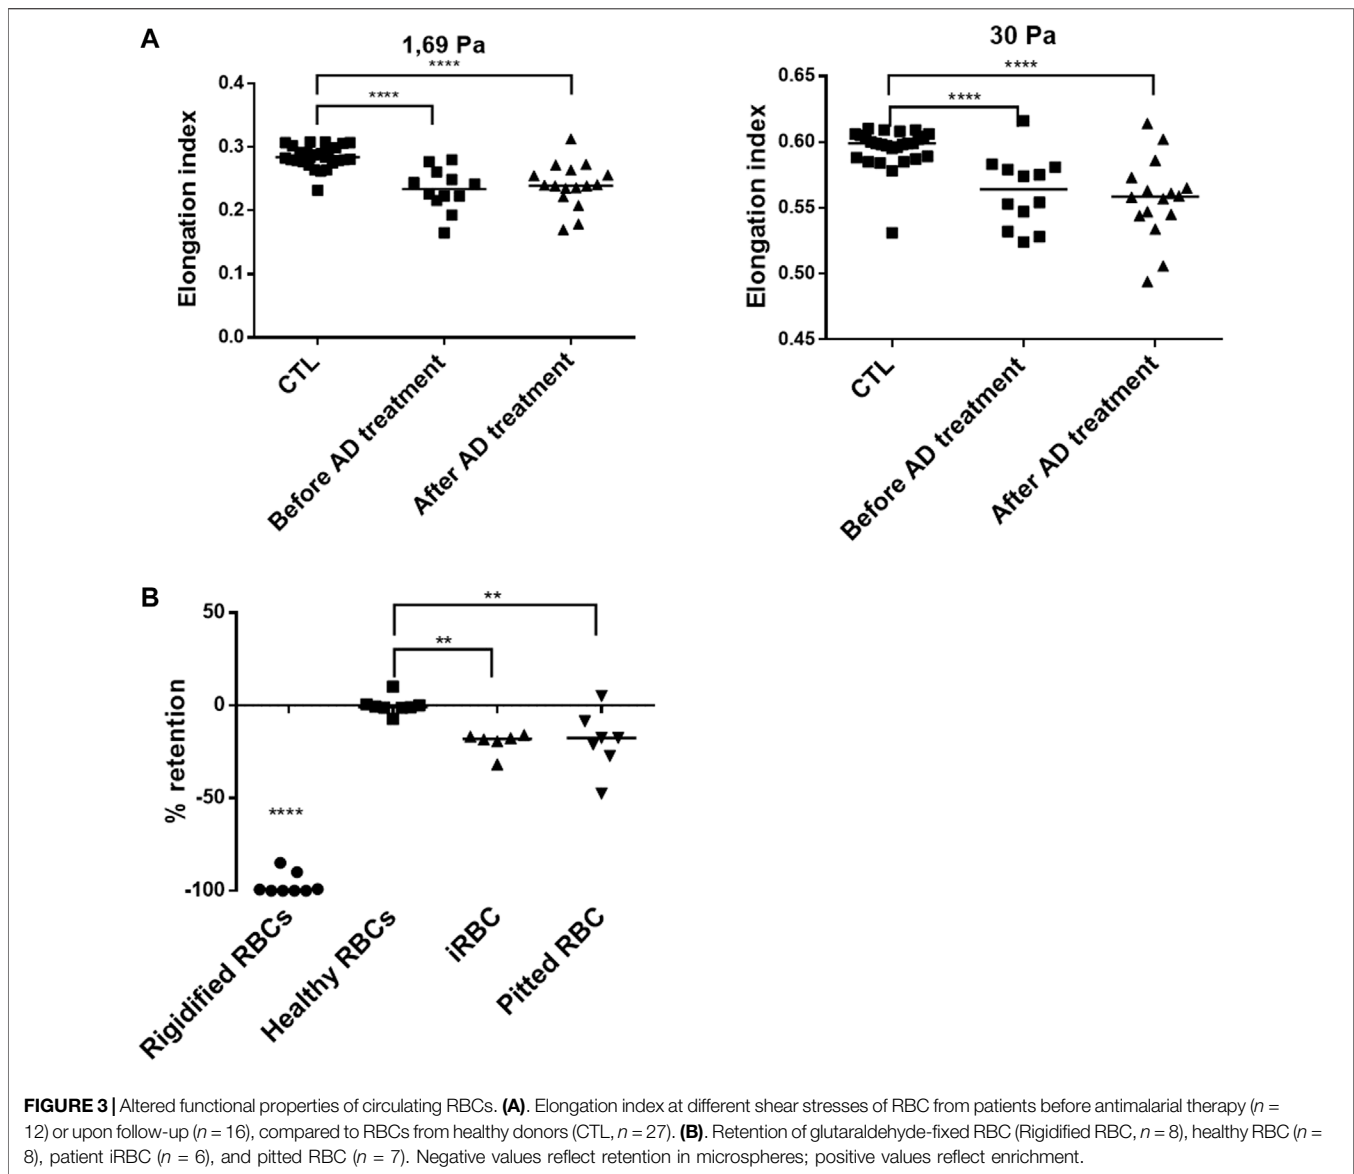 A
1,69 Pa
****
****
Elongation index
0.4
0.3
0.2
0.1
0.0
CTL
Before AD treatment
After AD treatment
30 Pa
****
****
Elongation index
0.65
0.60
0.55
0.50
0.45
CTL
Before AD treatment
After AD treatment
B
**
**
****
% retention
50
0
-50
-100
Rigidified RBCs
Healthy RBCs
iRBC
Pitted RBC
FIGURE 3 | Altered functional properties of circulating RBCs. (A). Elongation index at different shear stresses of RBC from patients before antimalarial therapy (n =
12) or upon follow-up (n = 16), compared to RBCs from healthy donors (CTL, n = 27). (B). Retention of glutaraldehyde-fixed RBC (Rigidified RBC, n = 8), healthy RBC (n =
8), patient iRBC (n = 6), and pitted RBC (n = 7). Negative values reflect retention in microspheres; positive values reflect enrichment.